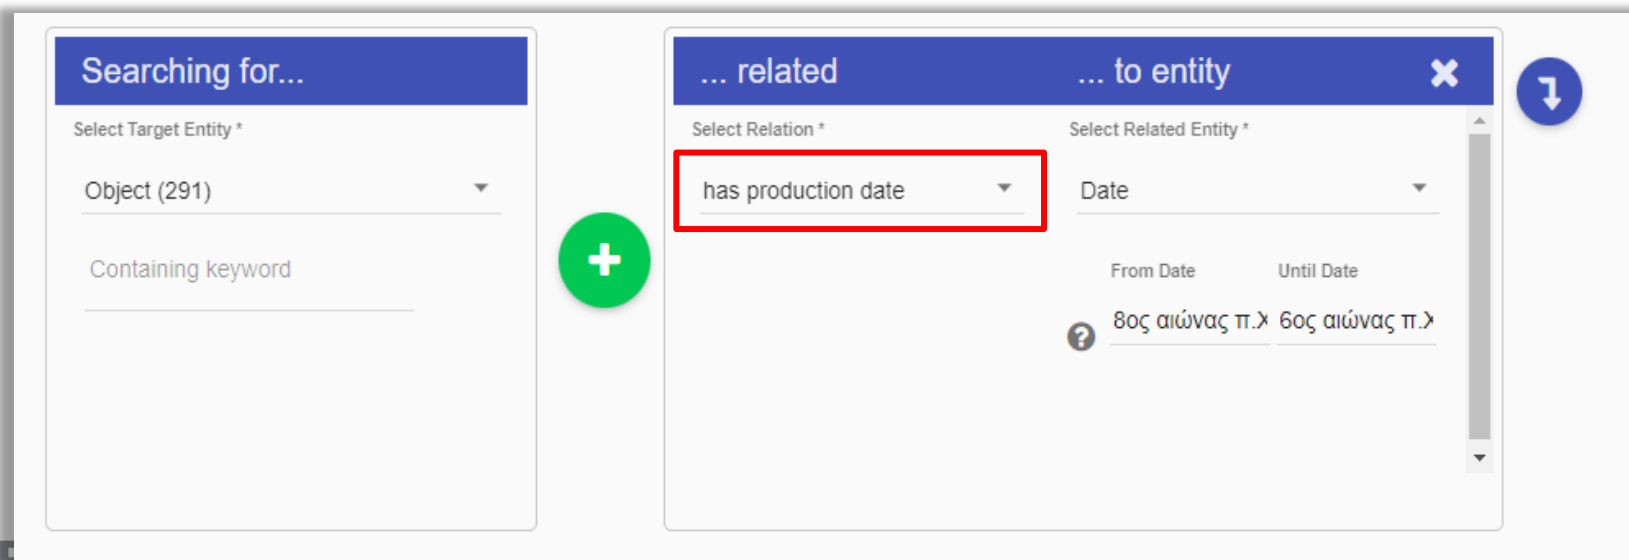 Searching for...
Select Target Entity *
Object (291)
Containing keyword
... related
... to entity
Select Relation *
Select Related Entity *
has production date
Date
From Date
Until Date
8ος αιώνας π.Χ
6ος αιώνας π.Χ